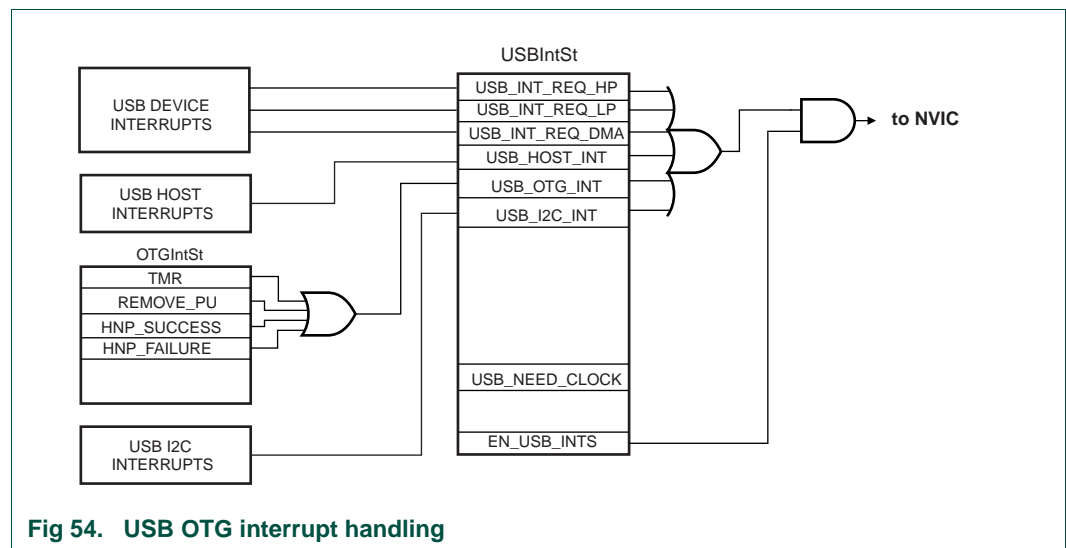 USBIntSt
USB DEVICE
INTERRUPTS
USB_INT_REQ_HP
USB_INT_REQ_LP
USB_INT_REQ_DMA
USB_HOST_INT
USB_OTG_INT
USB_I2C_INT
to NVIC
USB HOST
INTERRUPTS
OTGIntSt
TMR
REMOVE_PU
HNP_SUCCESS
HNP_FAILURE
USB_NEED_CLOCK
EN_USB_INTS
USB I2C
INTERRUPTS
Fig 54. USB OTG interrupt handling